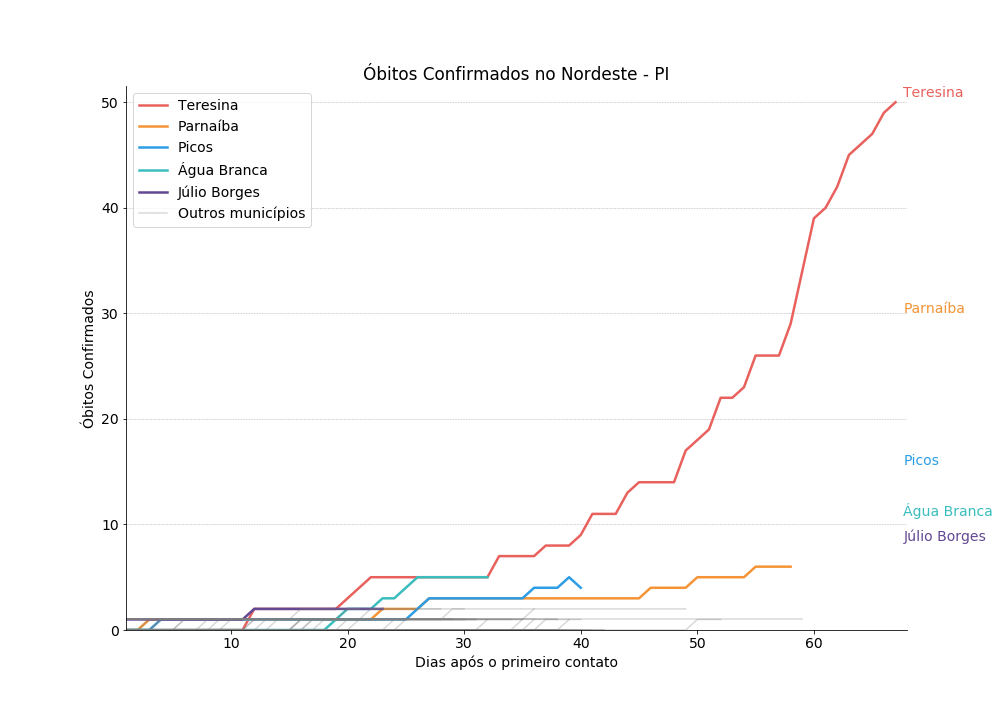 Óbitos Confirmados no Nordeste - PI
Teresina
Parnaíba
Picos
Água Branca
Júlio Borges
Outros municípios
50
40
30
20
10
0
Óbitos Confirmados
10
20
30
40
50
60
Dias após o primeiro contato
Teresina
Parnaíba
Picos
Água Branca
Júlio Borges